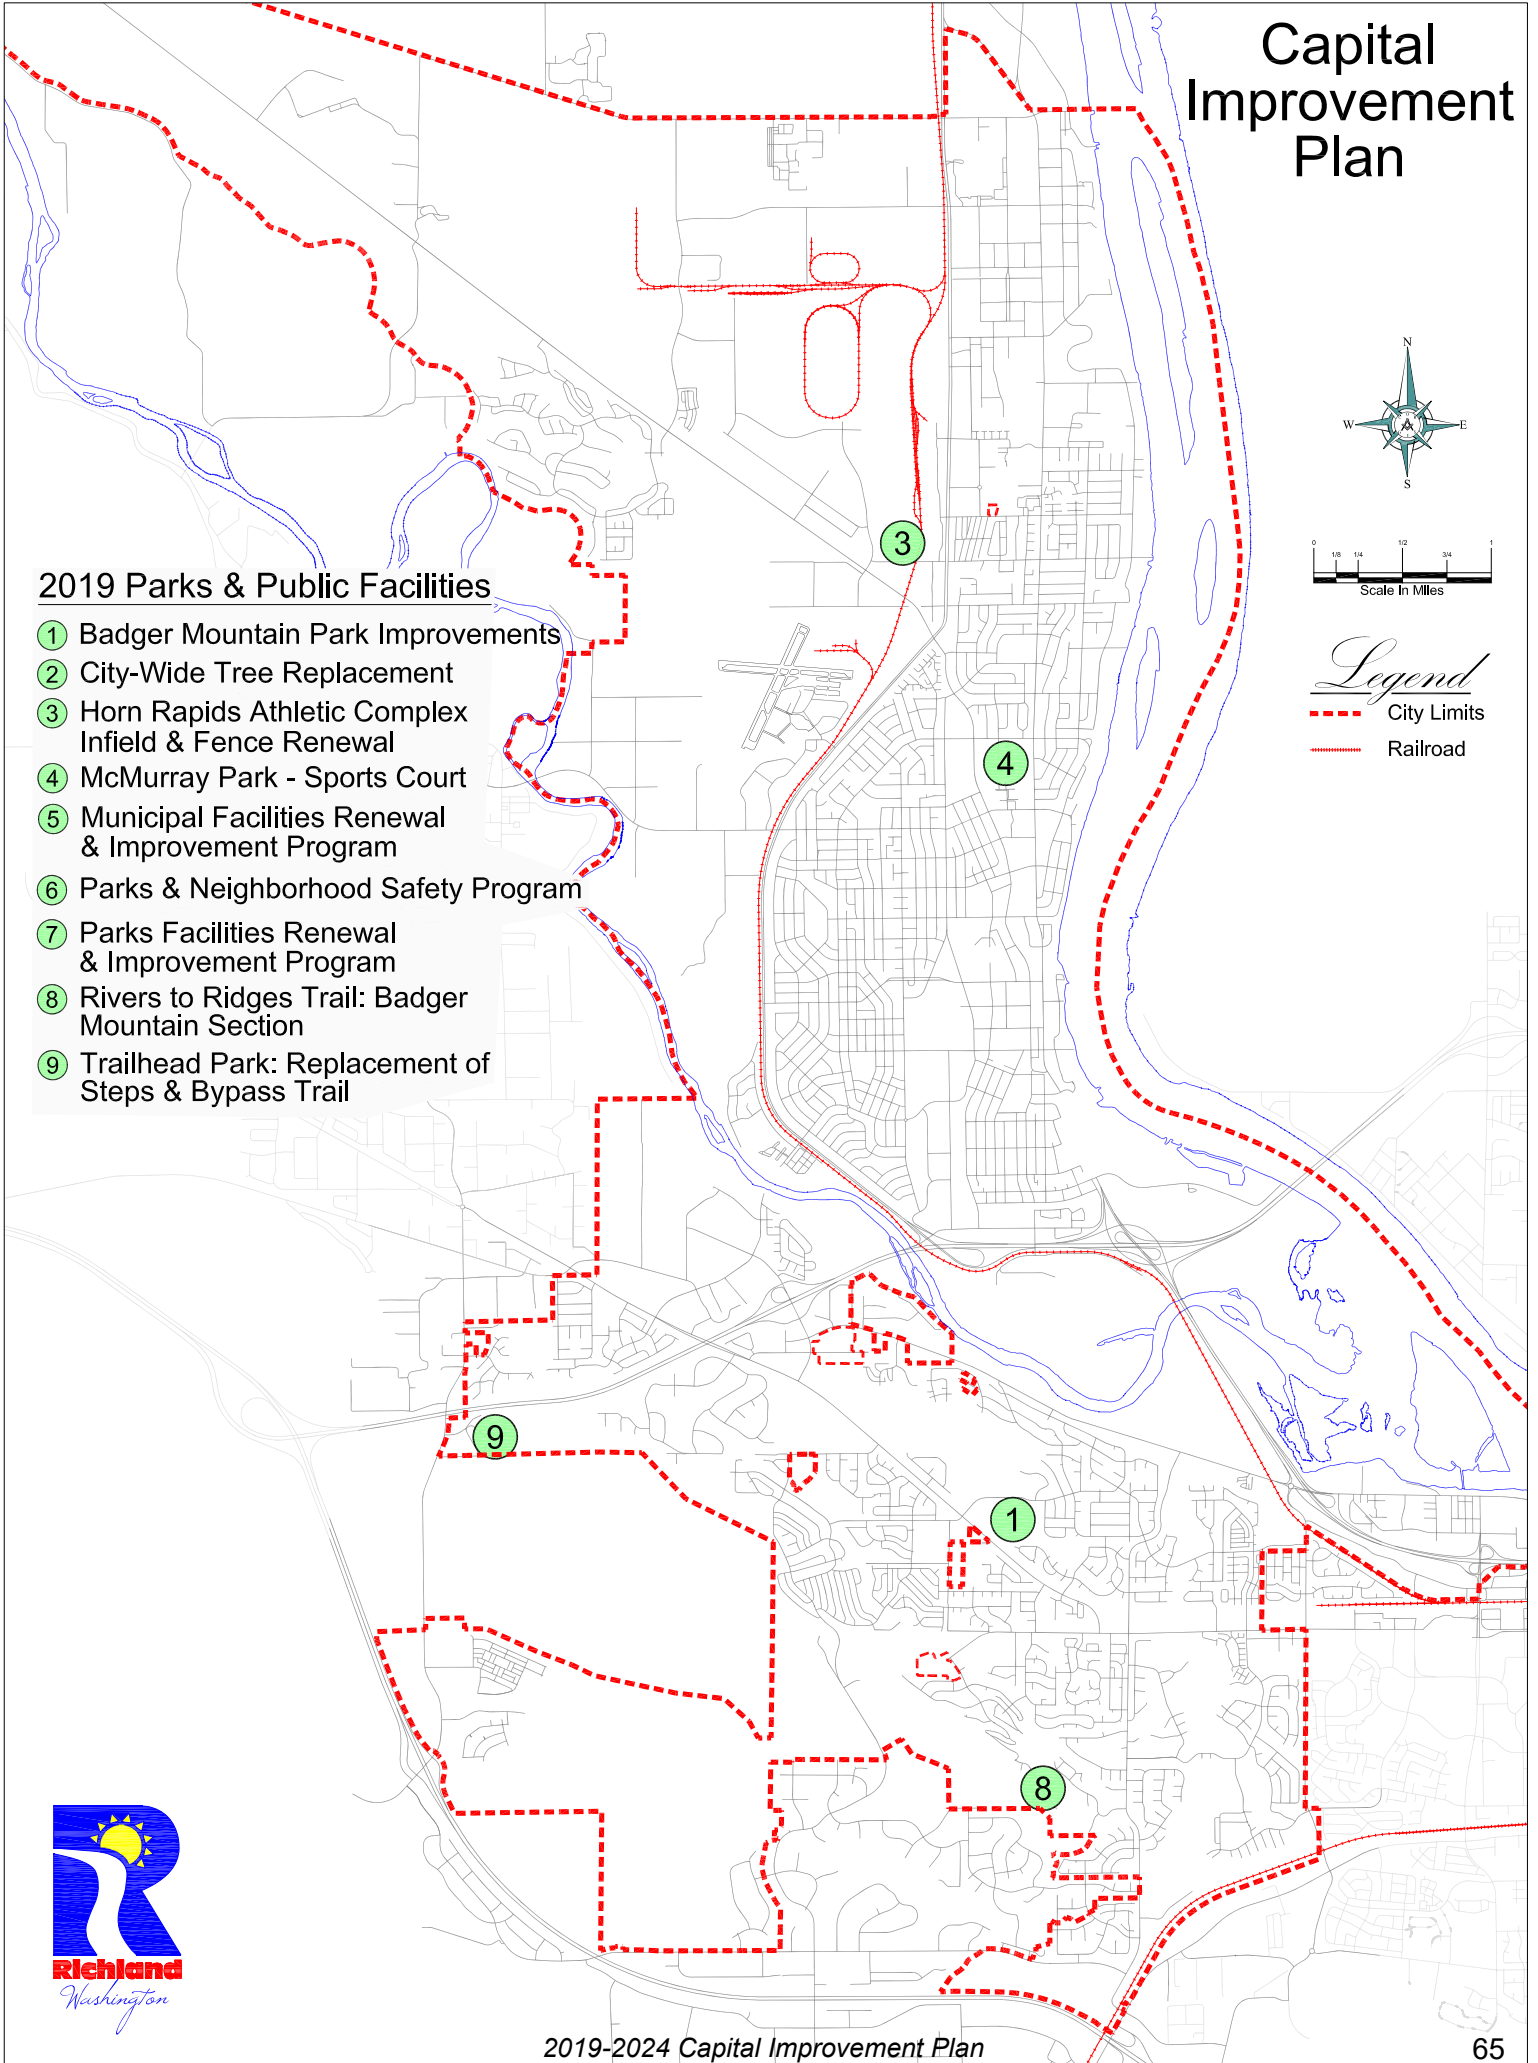 Capital
Improvement
Plan
N
W
E
S
0
1/8
1/4
1/2
3/4
1
Scale In Miles
Legend
City Limits
Railroad
2019 Parks & Public Facilities
1 Badger Mountain Park Improvements
2 City-Wide Tree Replacement
3 Horn Rapids Athletic Complex
Infield & Fence Renewal
4 McMurray Park - Sports Court
5 Municipal Facilities Renewal
& Improvement Program
6 Parks & Neighborhood Safety Program
7 Parks Facilities Renewal
& Improvement Program
8 Rivers to Ridges Trail: Badger
Mountain Section
9 Trailhead Park: Replacement of
Steps & Bypass Trail
3
4
9
1
8
Richland
Washington
2019-2024 Capital Improvement Plan
65